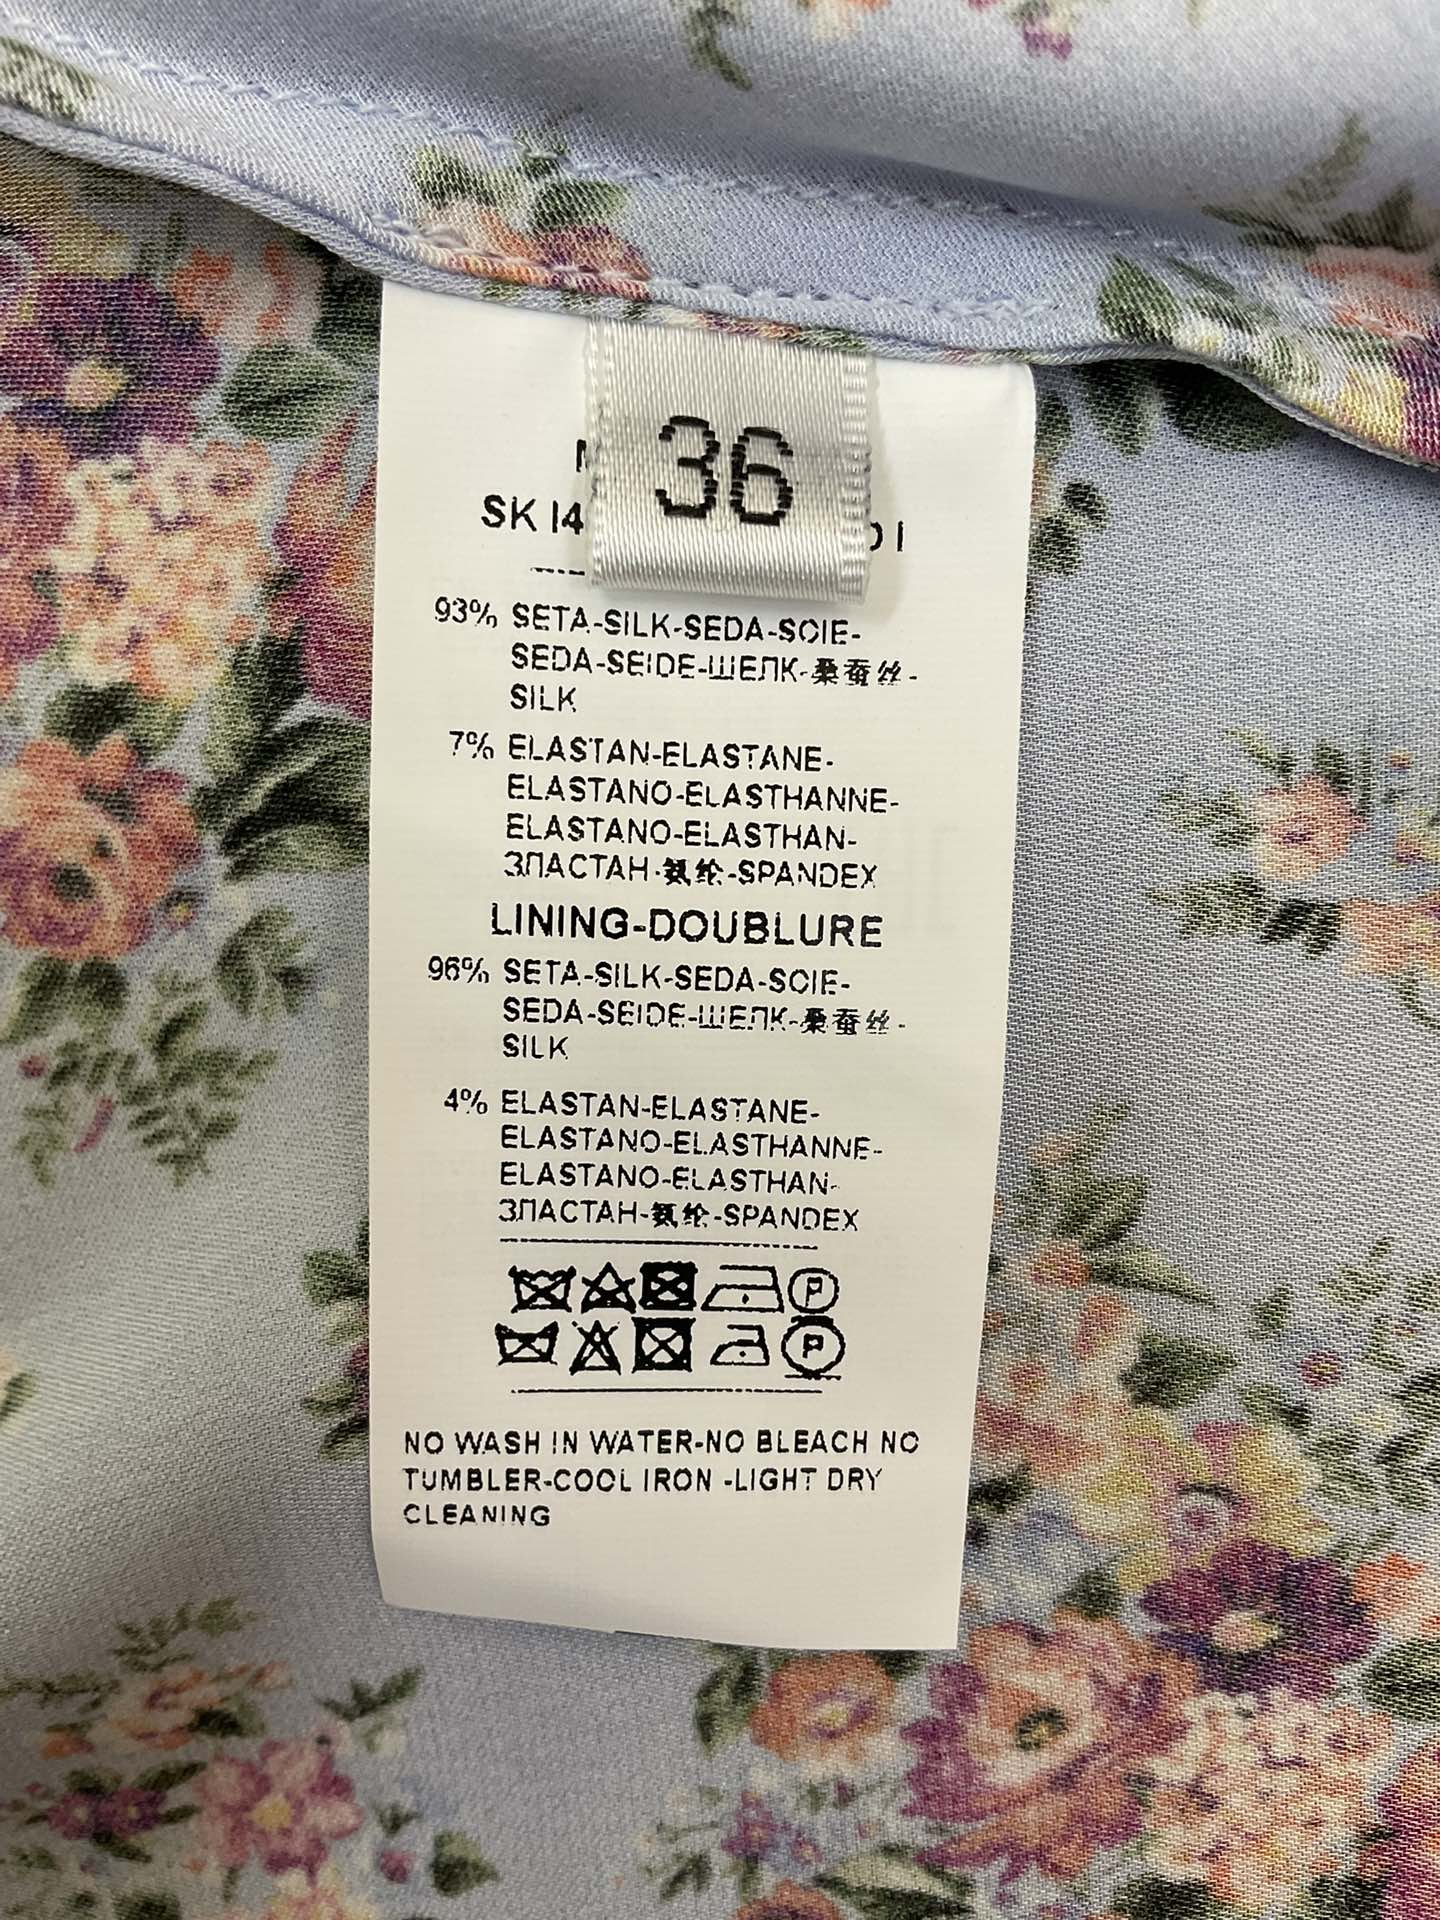 36
SK I4
93% SETA-SILK-SEDA-SOIE-
SEDA-SEIDE-ШЕЛК-桑蚕丝-
SILK
7% ELASTAN-ELASTANE-
ELASTANO-ELASTHANNE-
ELASTANO-ELASTHAN-
ЗЛАСТАН-氨纶-SPANDEX
LINING-DOUBLURE
96% SETA-SILK-SEDA-SOIE-
SEDA-SEIDE-ШЕЛК-桑蚕丝-
SILK
4% ELASTAN-ELASTANE-
ELASTANO-ELASTHANNE-
ELASTANO-ELASTHAN-
ЗЛАСТАН-氨纶-SPANDEX
P
P
NO WASH IN WATER-NO BLEACH NO
TUMBLER-COOL IRON -LIGHT DRY
CLEANING